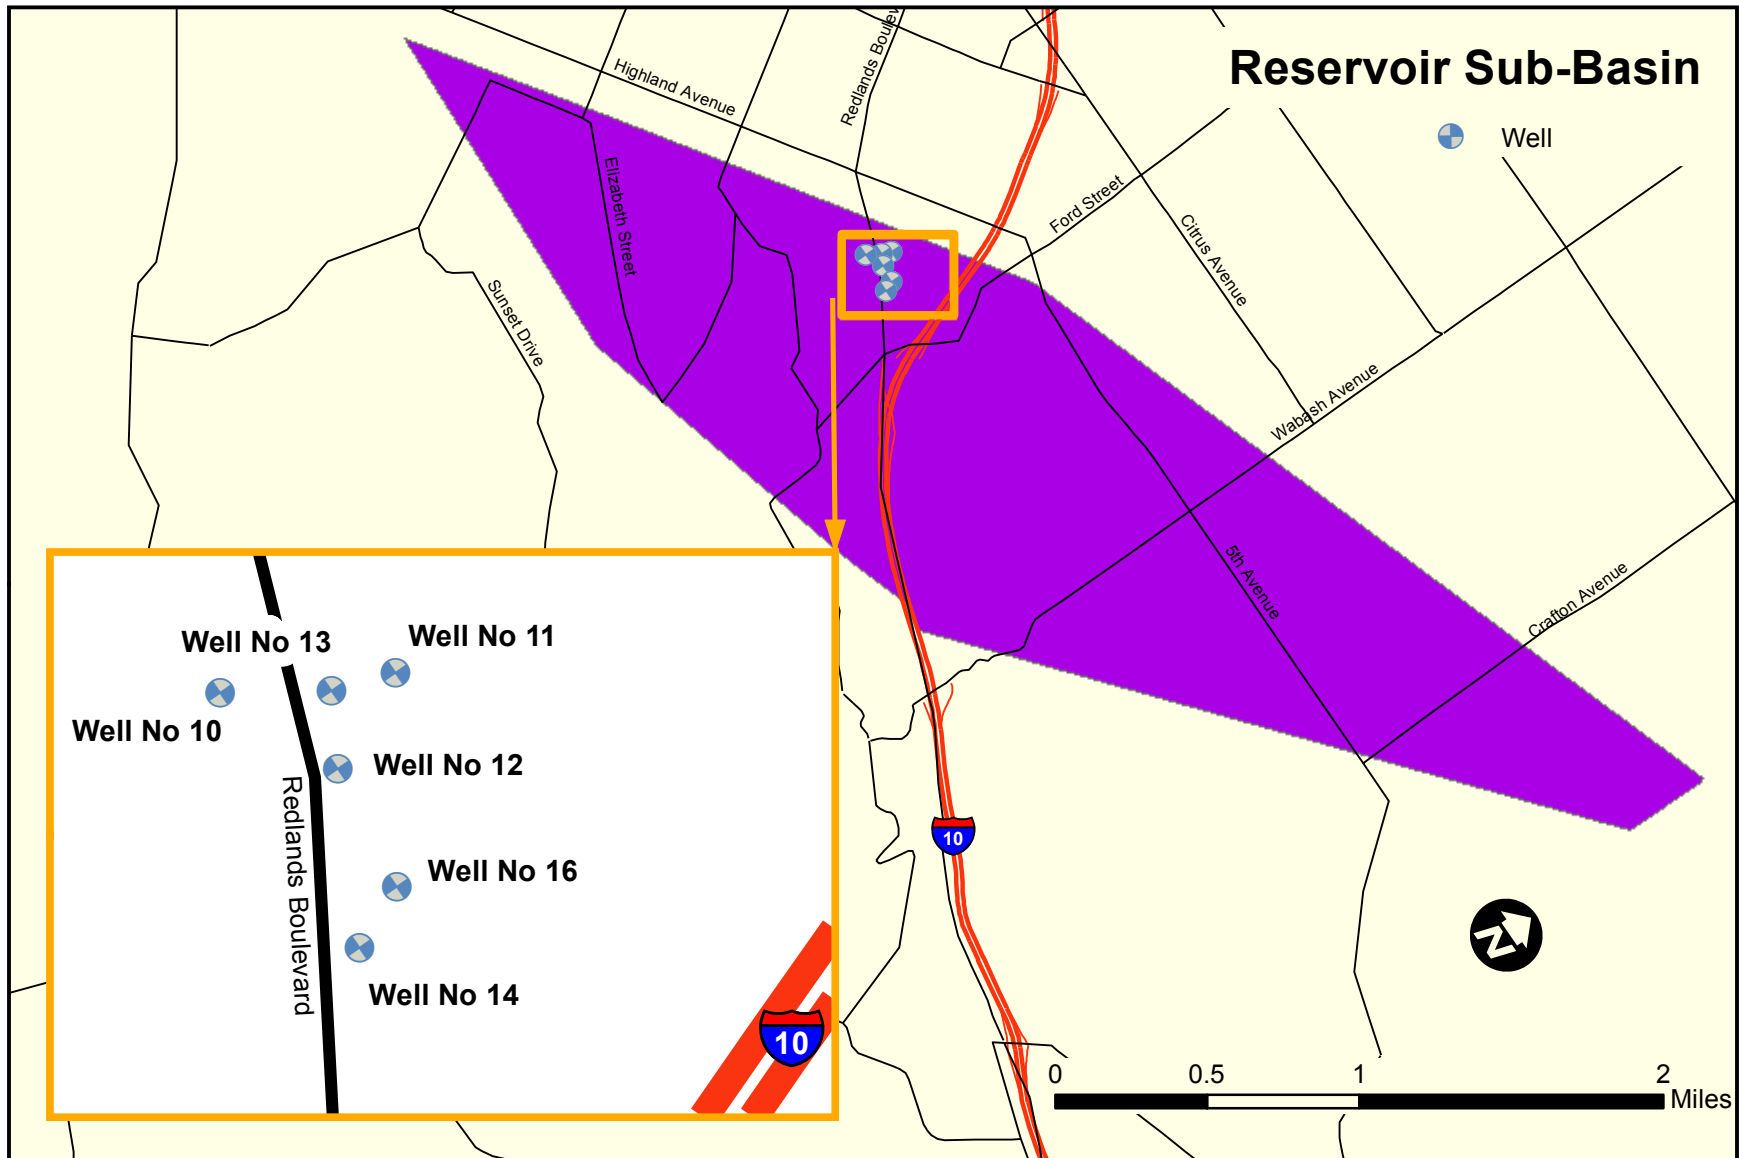 Reservoir Sub-Basin
Well
Highland Avenue
Redlands Boulev
Elizabeth Street
Sunset Drive
Ford Street
Citrus Avenue
Wabash Avenue
5th Avenue
Crafton Avenue
Well No 13
Well No 11
Well No 10
Well No 12
Redlands Boulevard
Well No 16
Well No 14
10
10
N
0 0.5 1 2
Miles